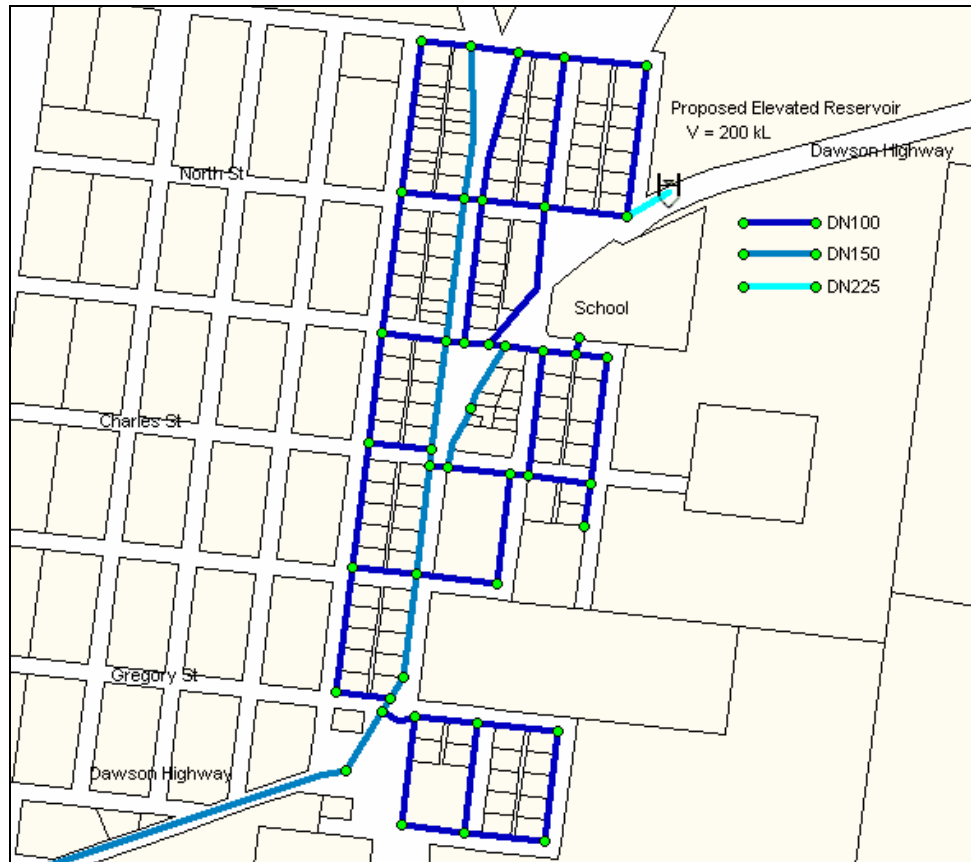 Proposed Elevated Reservoir
V = 200 kL
Dawson Highway
North St
DN100
DN150
DN225
School
Charles St
Gregory St
Dawson Highway